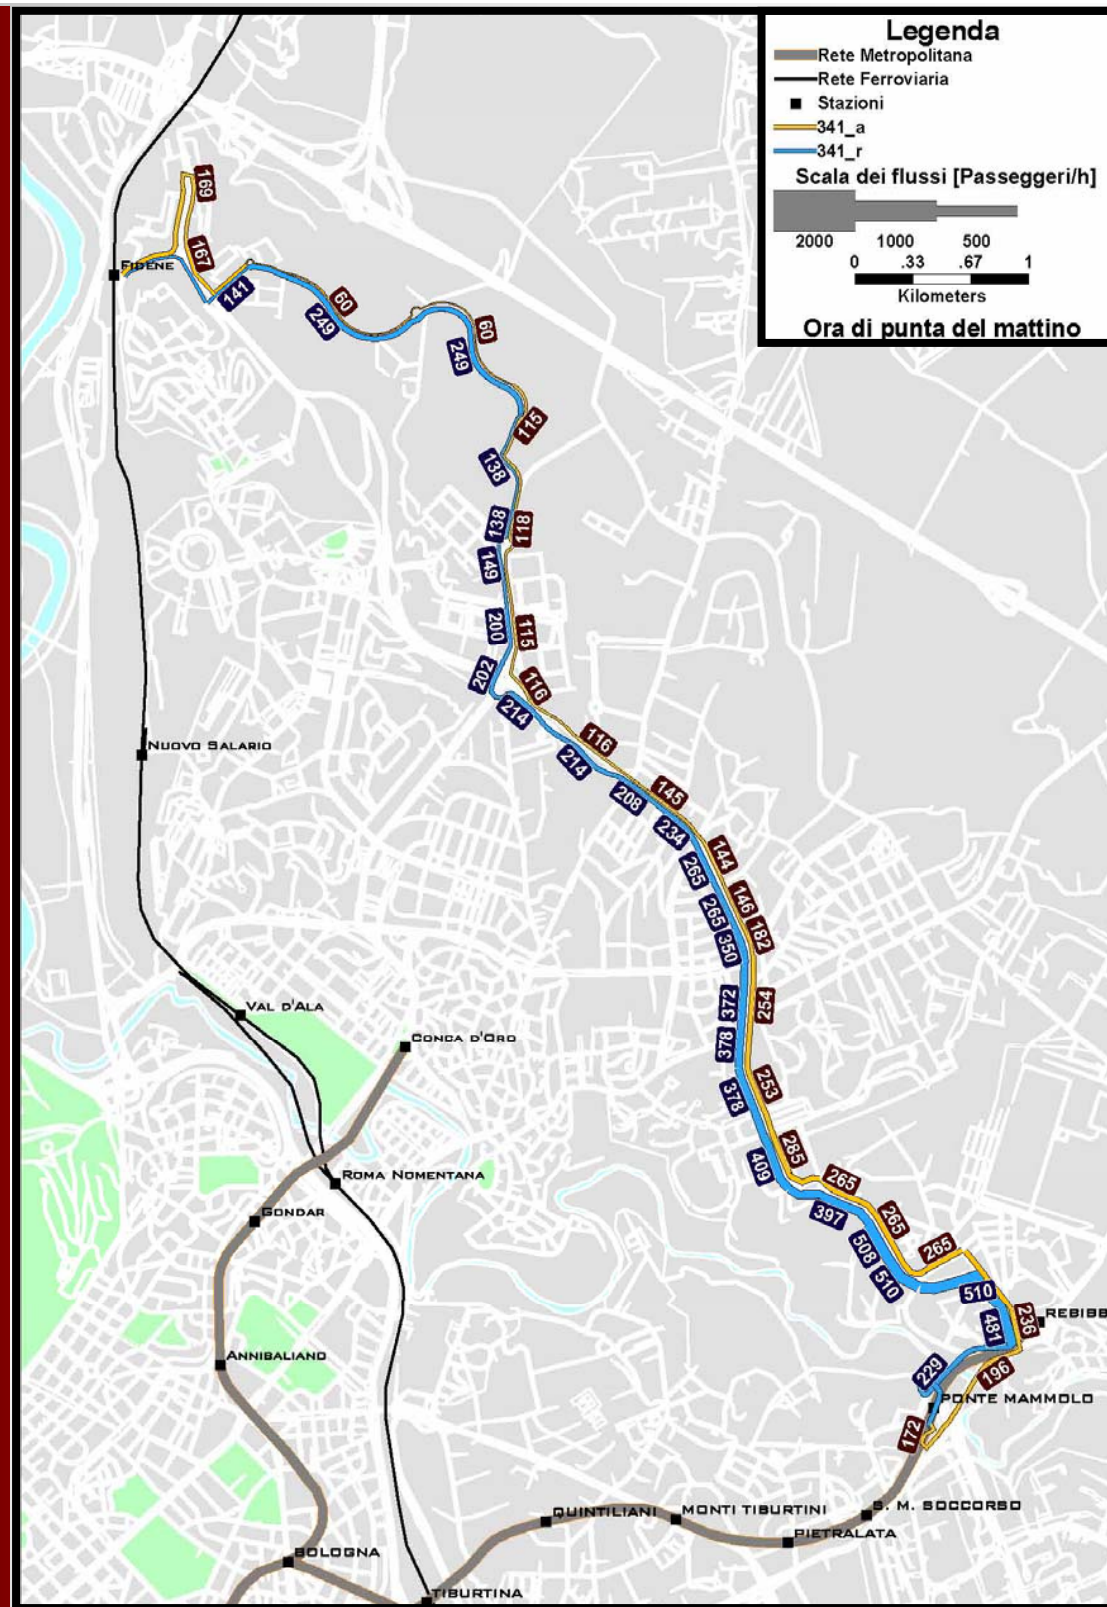 Legenda
Rete Metropolitana
Rete Ferroviaria
Stazioni
341_a
341_r
Scala dei flussi [Passeggeri/h]
2000 1000 500
0 .33 .67 1
Kilometers
Ora di punta del mattino
169
FIDENE
167
141
60
249
60
249
115
138
138
118
149
200
115
202
116
214
116
214
145
208
234
144
265
146
265
182
350
NUOVO SALARIO
372
254
VAL D'ALA
CONCA D'ORO
378
253
378
285
409
265
ROMA NOMENTANA
397
265
GONDAR
508
265
510
510
236
REBIBB
481
ANNIBALIANO
229
196
PONTE MAMMOLO
172
QUINTILIANI
MONTI TIBURTINI
S. M. SOCCORSO
PIETRALATA
BOLOGNA
TIBURTINA